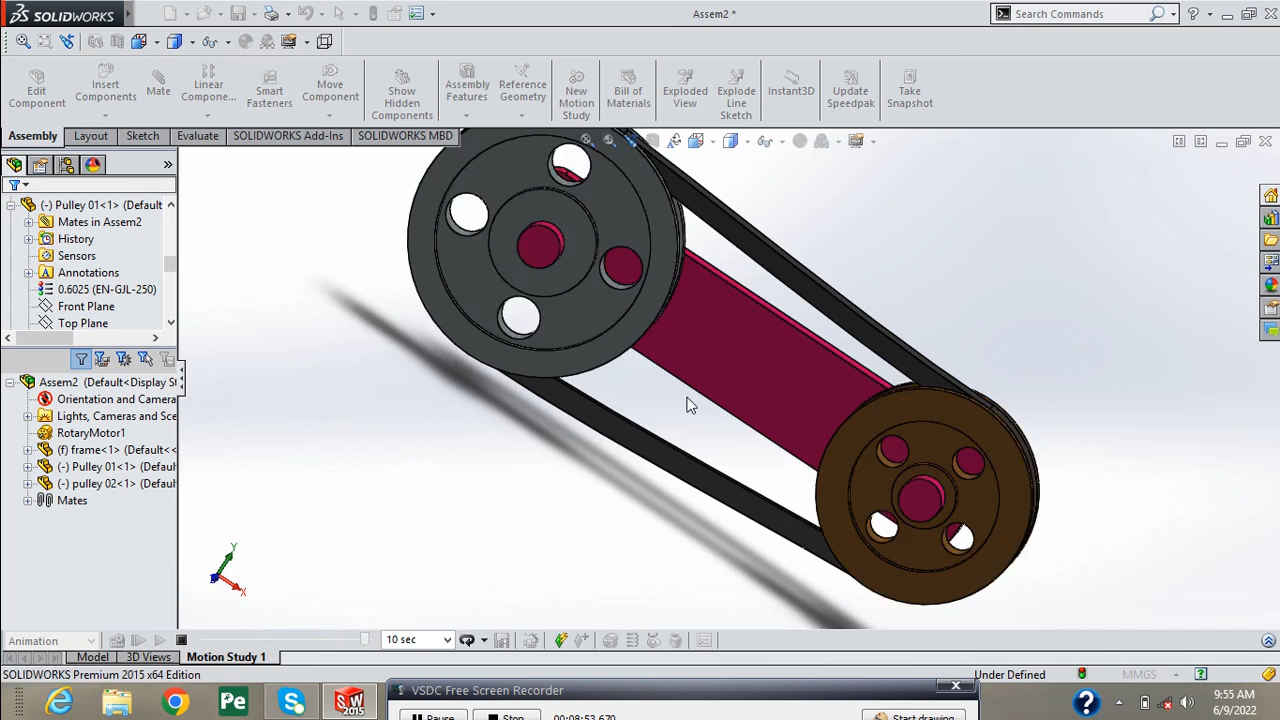 SOLIDWORKS
Assem2 *
Search Commands
Edit
Component
Insert
Components
Mate
Linear
Compone...
Smart
Fasteners
Move
Component
Show
Hidden
Components
Assembly
Features
Reference
Geometry
New
Motion
Study
Bill of
Materials
Exploded
View
Explode
Line
Sketch
Instant3D
Update
Speedpak
Take
Snapshot
Assembly
Layout
Sketch
Evaluate
SOLIDWORKS Add-Ins
SOLIDWORKS MBD
(-) Pulley 01<1> (Default
Mates in Assem2
History
Sensors
Annotations
0.6025 (EN-GJL-250)
Front Plane
Top Plane
Assem2 (Default<Display St
Orientation and Camera
Lights, Cameras and Sce
RotaryMotor1
(f) frame<1> (Default<<
(-) Pulley 01<1> (Defaul
(-) pulley 02<1> (Defaul
Mates
Y
X
Animation
10 sec
Model
3D Views
Motion Study 1
SOLIDWORKS Premium 2015 x64 Edition
Under Defined
MMGS
VSDC Free Screen Recorder
Pause
Stop
00:08:53.670
Start drawing
Pe
SW
2015
9:55 AM
6/9/2022